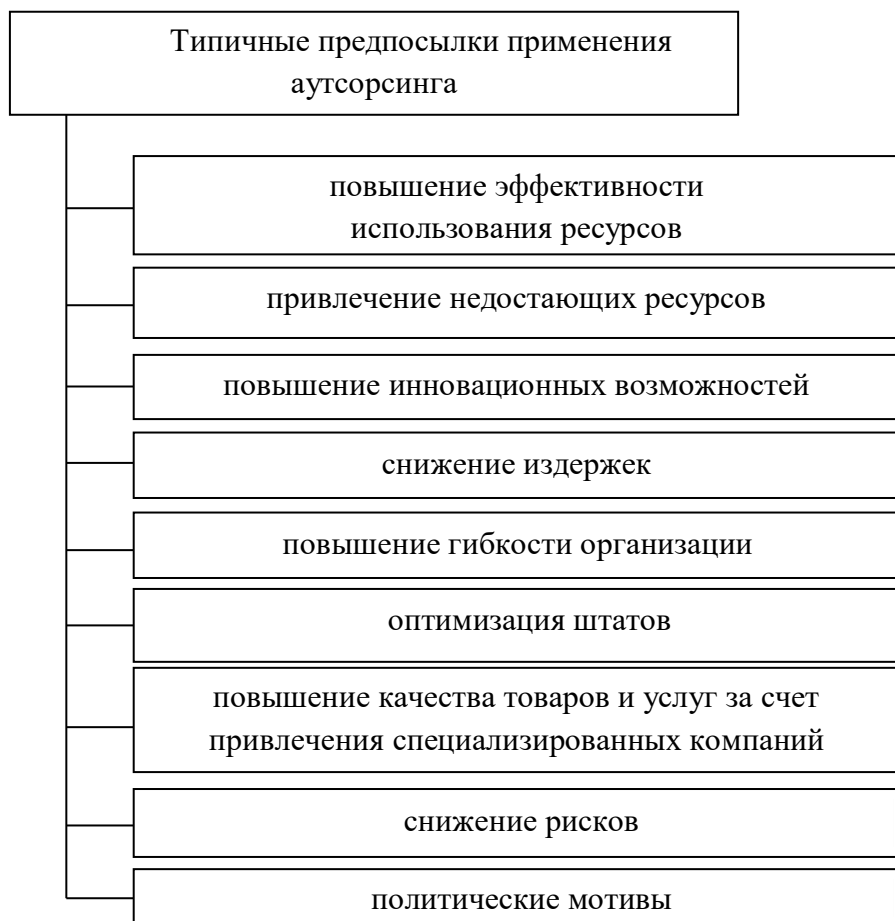 Типичные предпосылки применения
аутсорсинга
повышение эффективности
использования ресурсов
привлечение недостающих ресурсов
повышение инновационных возможностей
снижение издержек
повышение гибкости организации
оптимизация штатов
повышение качества товаров и услуг за счет
привлечения специализированных компаний
снижение рисков
политические мотивы